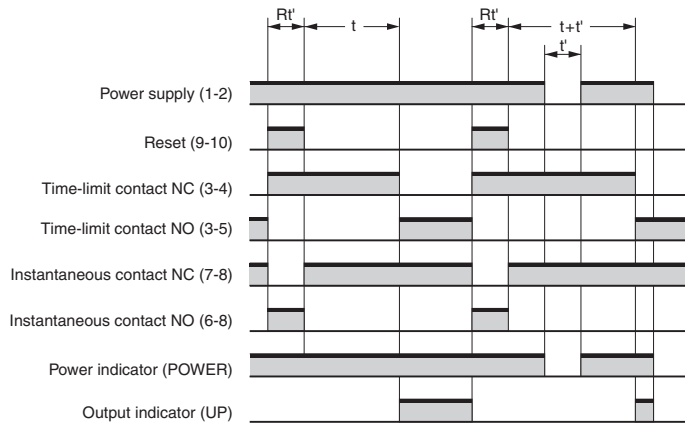 Rt' t Rt' t+t'
t'
Power supply (1-2)
Reset (9-10)
Time-limit contact NC (3-4)
Time-limit contact NO (3-5)
Instantaneous contact NC (7-8)
Instantaneous contact NO (6-8)
Power indicator (POWER)
Output indicator (UP)